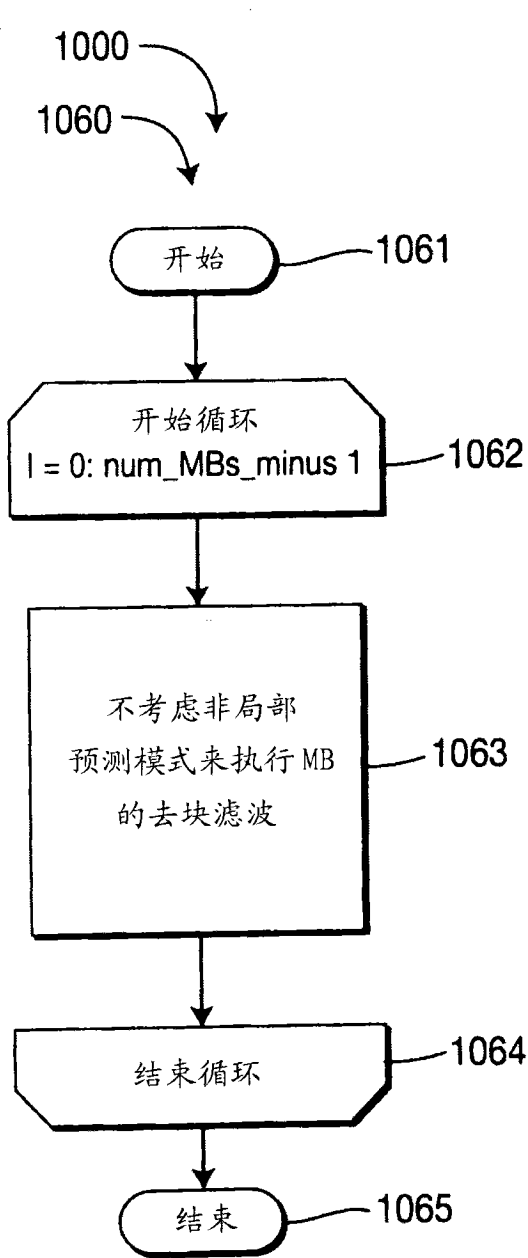 1000
1060
开始
1061
开始循环
I = 0: num_MBs_minus 1
1062
不考虑非局部
预测模式来执行 MB
的去块滤波
1063
结束循环
1064
结束
1065